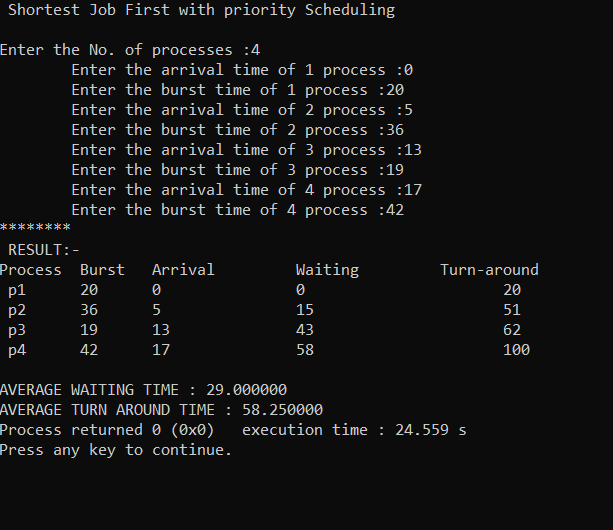 Shortest Job First with priority Scheduling
Enter the No. of processes :4
Enter the arrival time of 1 process :0
Enter the burst time of 1 process :20
Enter the arrival time of 2 process :5
Enter the burst time of 2 process :36
Enter the arrival time of 3 process :13
Enter the burst time of 3 process :19
Enter the arrival time of 4 process :17
Enter the burst time of 4 process :42
********
RESULT:-
Process Burst Arrival Waiting Turn-around
p1 20 0 0 20
p2 36 5 15 51
p3 19 13 43 62
p4 42 17 58 100
AVERAGE WAITING TIME : 29.000000
AVERAGE TURN AROUND TIME : 58.250000
Process returned 0 (0x0) execution time : 24.559 s
Press any key to continue.